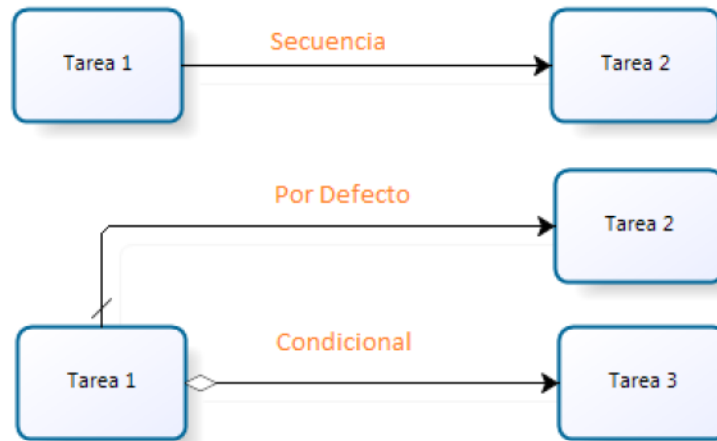 Secuencia
Tarea 1
Tarea 2
Por Defecto
Tarea 2
Condicional
Tarea 1
Tarea 3